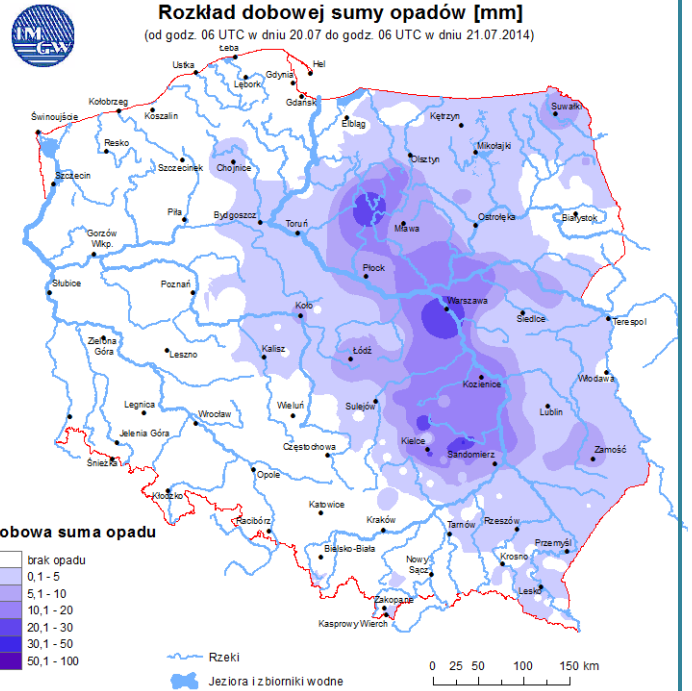 Rozkład dobowej sumy opadów [mm]
(od godz. 06 UTC w dniu 20.07 do godz. 06 UTC w dniu 21.07.2014)
IM
GW
Łeba
Hel
Ustka
Gdynia
Lębork
Gdańsk
Kołobrzeg
Koszalin
Świnoujście
Elbląg
Kętrzyn
Suwałki
Resko
Mikołajki
Olsztyn
Szczecinek
Chojnice
Szczecin
Piła
Bydgoszcz
Toruń
Mława
Ostrołęka
Białystok
Gorzów
Wlkp.
Płock
Słubice
Poznań
Koło
Warszawa
Siedlce
Terespol
Zielona
Góra
Leszno
Kalisz
Łódź
Kozienice
Włodawa
Legnica
Wrocław
Wieluń
Sulejów
Lublin
Jelenia Góra
Częstochowa
Kielce
Sandomierz
Zamość
Śnieżka
Opole
Kłodzko
Katowice
Racibórz
Kraków
Tarnów
Rzeszów
Przemyśl
Bielsko-Biała
Nowy
Sącz
Krosno
Lesko
Zakopane
Kasprowy Wierch
obowa suma opadu
brak opadu
0,1 - 5
5,1 - 10
10,1 - 20
20,1 - 30
30,1 - 50
50,1 - 100
Rzeki
Jeziora i zbiorniki wodne
0 25 50 100 150 km